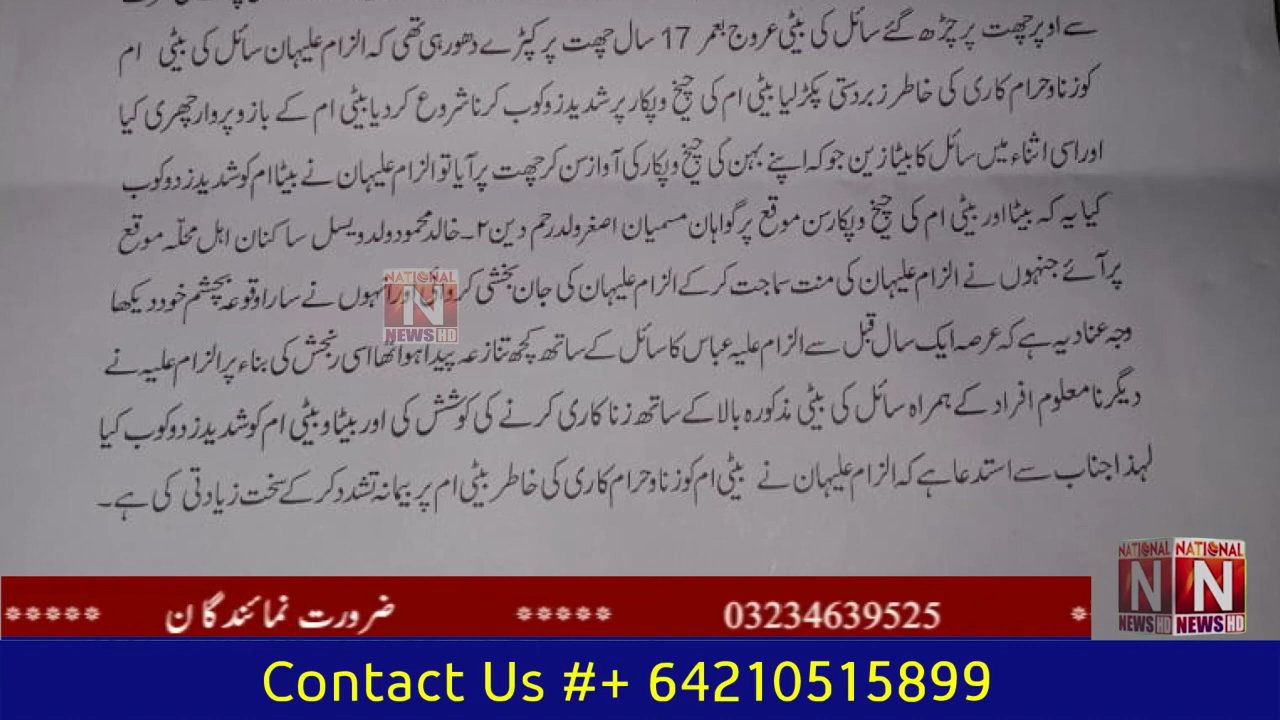 سے اوپر چھت پر چڑھ گئے سائل کی بیٹی عروج بعمر 17 سال چھت پر کپڑے دھو رہی تھی کہ الزام علیہان سائل کی بیٹی ام
کو زنا و حرام کاری کی خاطر زبردستی پکڑ لیا بیٹی ام کی چیخ و پکار پر شدید زوکوب کرنا شروع کر دیا بیٹی ام کے بازو پر وار چھری کیا
اور اسی اثناء میں سائل کا بیٹا زین جو کہ اپنے بہن کی چیخ و پکار کی آواز سن کر چھت پر آیا تو الزام علیہان نے بیٹا ام کو شدید زدوکوب
کیا یہ کہ بیٹا اور بیٹی ام کی چیخ و پکار سن موقع پر گواہان مسمیان اصغر ولد رحم دین ۲۔ خالد محمود ولد ویسل ساکنان اہل محلہ موقع
پر آئے جنہوں نے الزام علیہان کی منت سماجت کر کے الزام علیہان کی جان بخشی کروائی اور انہوں نے سارا وقوعہ بچشم خود دیکھا
وجہ عناد یہ ہے کہ عرصہ ایک سال قبل سے الزام علیہ عباس کا سائل کے ساتھ کچھ تنازعہ پیدا ہوا تھا اسی رنجش کی بناء پر الزام علیہ نے
دیگر نامعلوم افراد کے ہمراہ سائل کی بیٹی مذکورہ بالا کے ساتھ زنا کاری کرنے کی کوشش کی اور بیٹا و بیٹی ام کو شدید زدوکوب کیا
لہذا جناب سے استدعا ہے کہ الزام علیہان نے بیٹی ام کو زنا و حرام کاری کی خاطر بیٹی ام پر بیمانہ تشدد کر کے سخت زیادتی کی ہے۔
NATIONAL
N
NEWS HD
***** ضرورت نمائندگان ***** 03234639525 *
NATIONAL NATIONAL
N N
NEWS HD NEWS HD
Contact Us #+ 64210515899